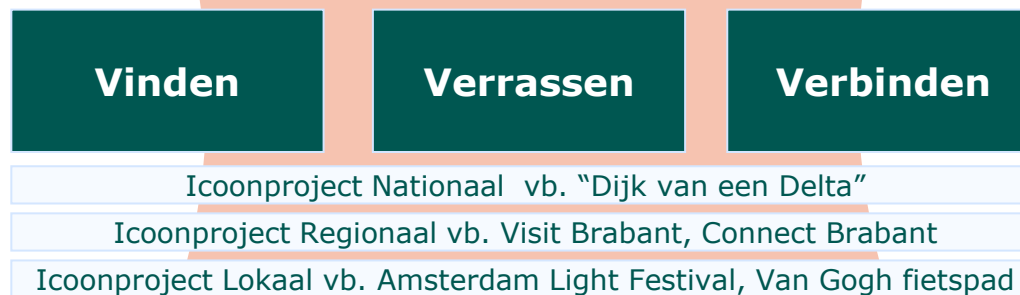 Vinden
Verrassen
Verbinden
Icoonproject Nationaal  vb. “Dijk van een Delta”
Icoonproject Regionaal vb. Visit Brabant, Connect Brabant
Icoonproject Lokaal vb. Amsterdam Light Festival, Van Gogh fietspad